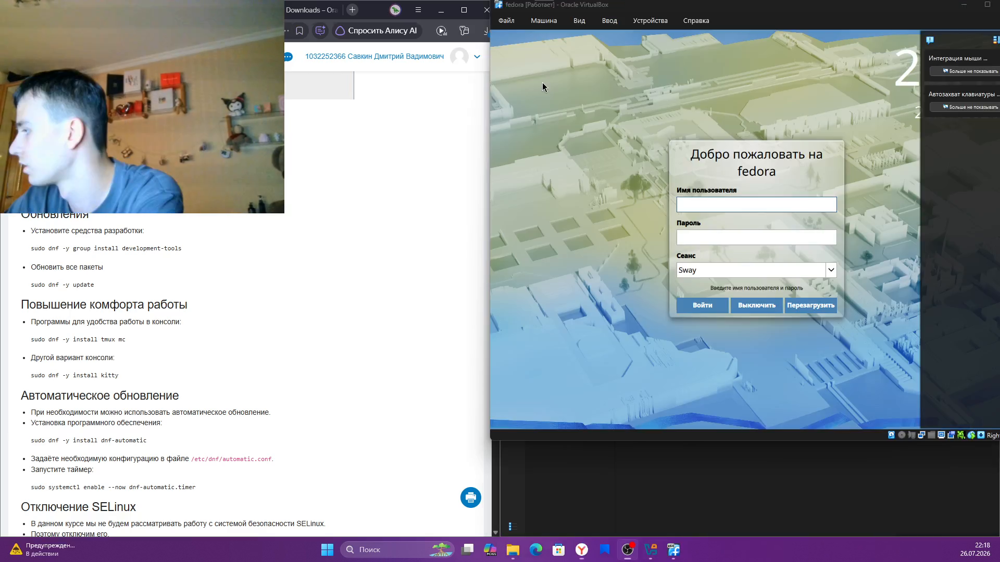 Downloads – Ora
Спросить Алису AI
1032252366 Савкин Дмитрий Вадимович
Обновления
Установите средства разработки:
sudo dnf -y group install development-tools
Обновить все пакеты
sudo dnf -y update
Повышение комфорта работы
Программы для удобства работы в консоли:
sudo dnf -y install tmux mc
Другой вариант консоли:
sudo dnf -y install kitty
Автоматическое обновление
При необходимости можно использовать автоматическое обновление.
Установка программного обеспечения:
sudo dnf -y install dnf-automatic
Задаёте необходимую конфигурацию в файле /etc/dnf/automatic.conf.
Запустите таймер:
sudo systemctl enable --now dnf-automatic.timer
Отключение SELinux
В данном курсе мы не будем рассматривать работу с системой безопасности SELinux.
Поэтому отключим его.
fedora [Работает] - Oracle VirtualBox
Файл Машина Вид Ввод Устройства Справка
2
2
Интеграция мыши ...
Больше не показывать
Автозахват клавиатуры ...
Больше не показывать
Добро пожаловать на
fedora
Имя пользователя
Пароль
Сеанс
Sway
Введите имя пользователя и пароль
Войти Выключить Перезагрузить
Right
Предупрежден...
В действии
Поиск
M365
x64
22:18
26.07.2026